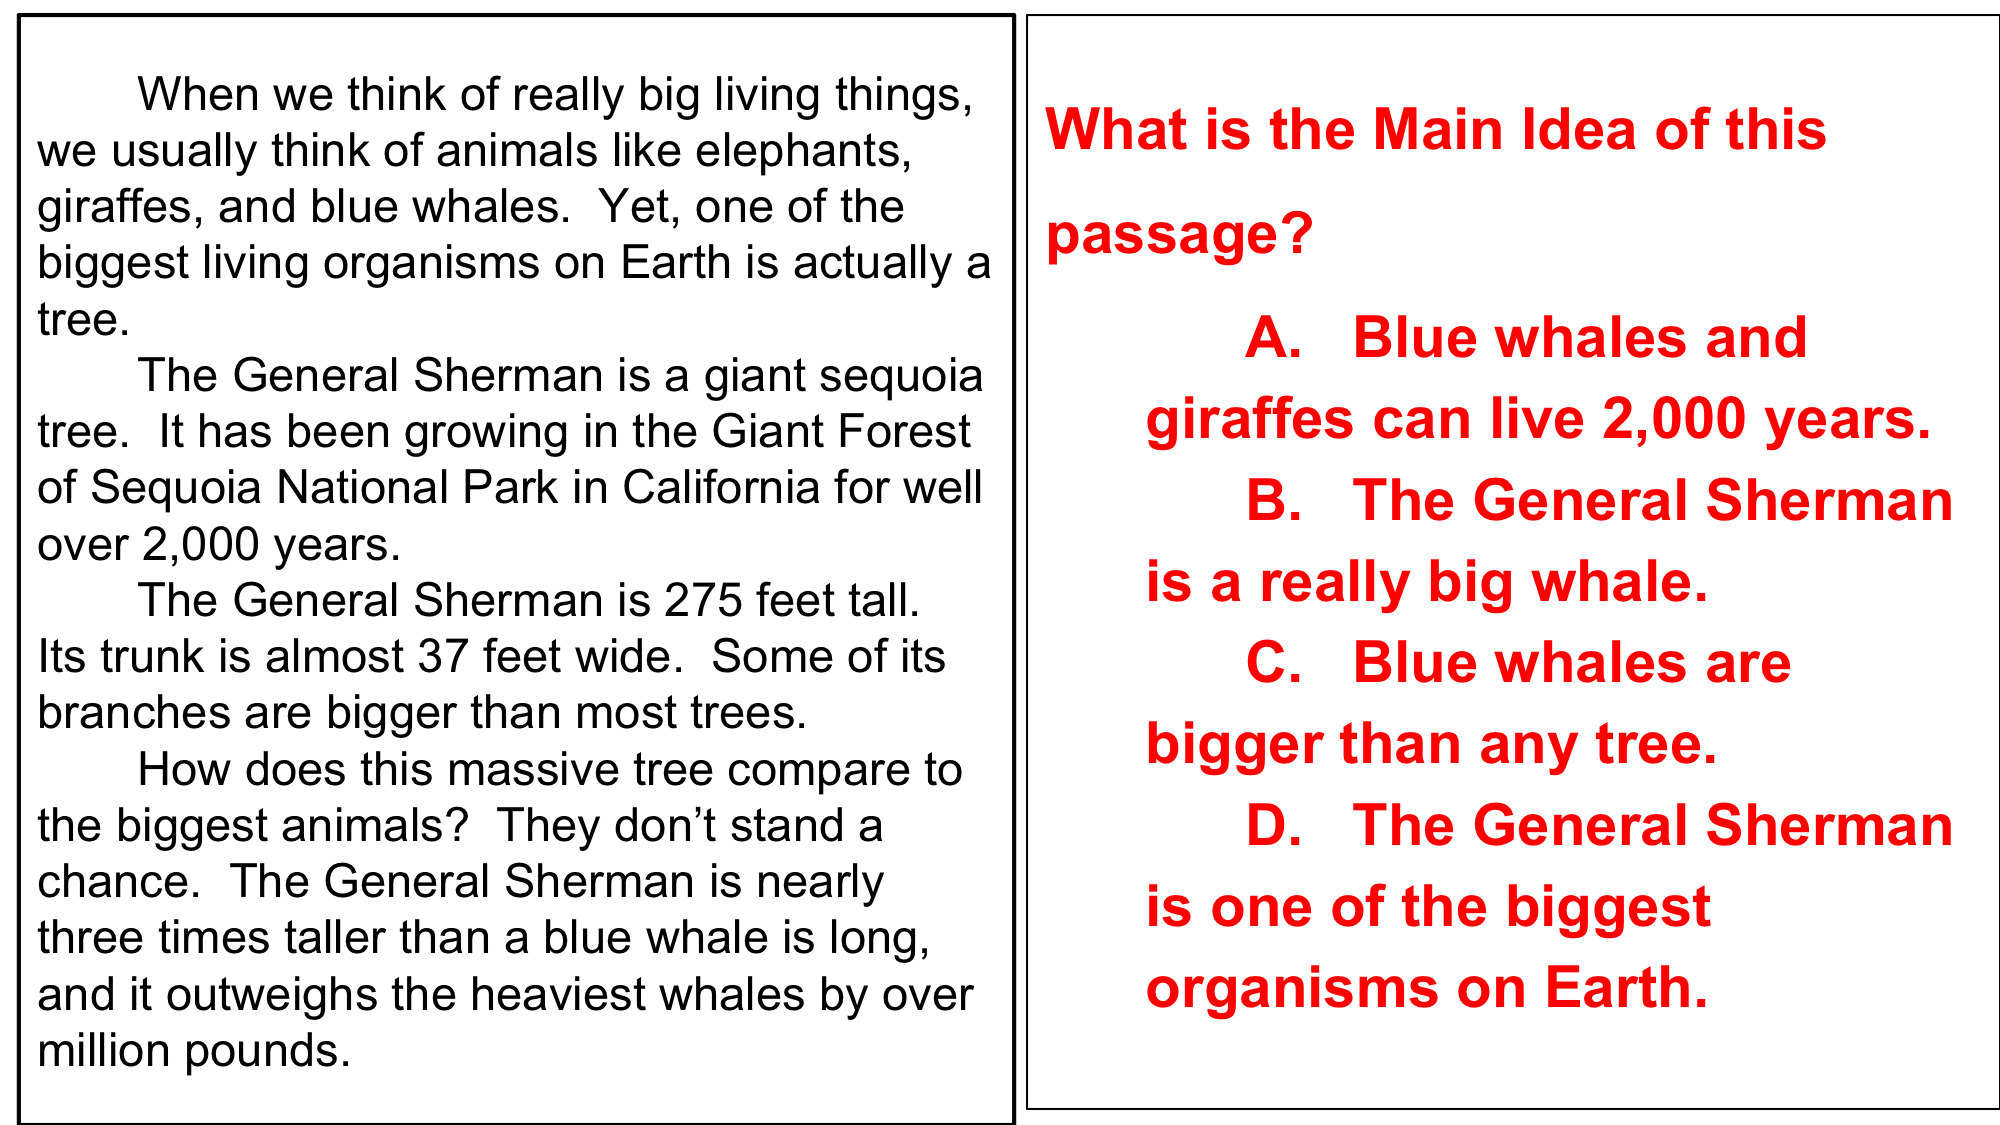 When we think of really big living things,
we usually think of animals like elephants,
giraffes, and blue whales.  Yet, one of the
biggest living organisms on Earth is actually a
tree.
The General Sherman is a giant sequoia
tree.  It has been growing in the Giant Forest
of Sequoia National Park in California for well
over 2,000 years.
The General Sherman is 275 feet tall.
Its trunk is almost 37 feet wide.  Some of its
branches are bigger than most trees.
How does this massive tree compare to
the biggest animals?  They don’t stand a
chance.  The General Sherman is nearly
three times taller than a blue whale is long,
and it outweighs the heaviest whales by over
million pounds.
What is the Main Idea of this
passage?
A. Blue whales and
giraffes can live 2,000 years.
B. The General Sherman
is a really big whale.
C. Blue whales are
bigger than any tree.
D. The General Sherman
is one of the biggest
organisms on Earth.